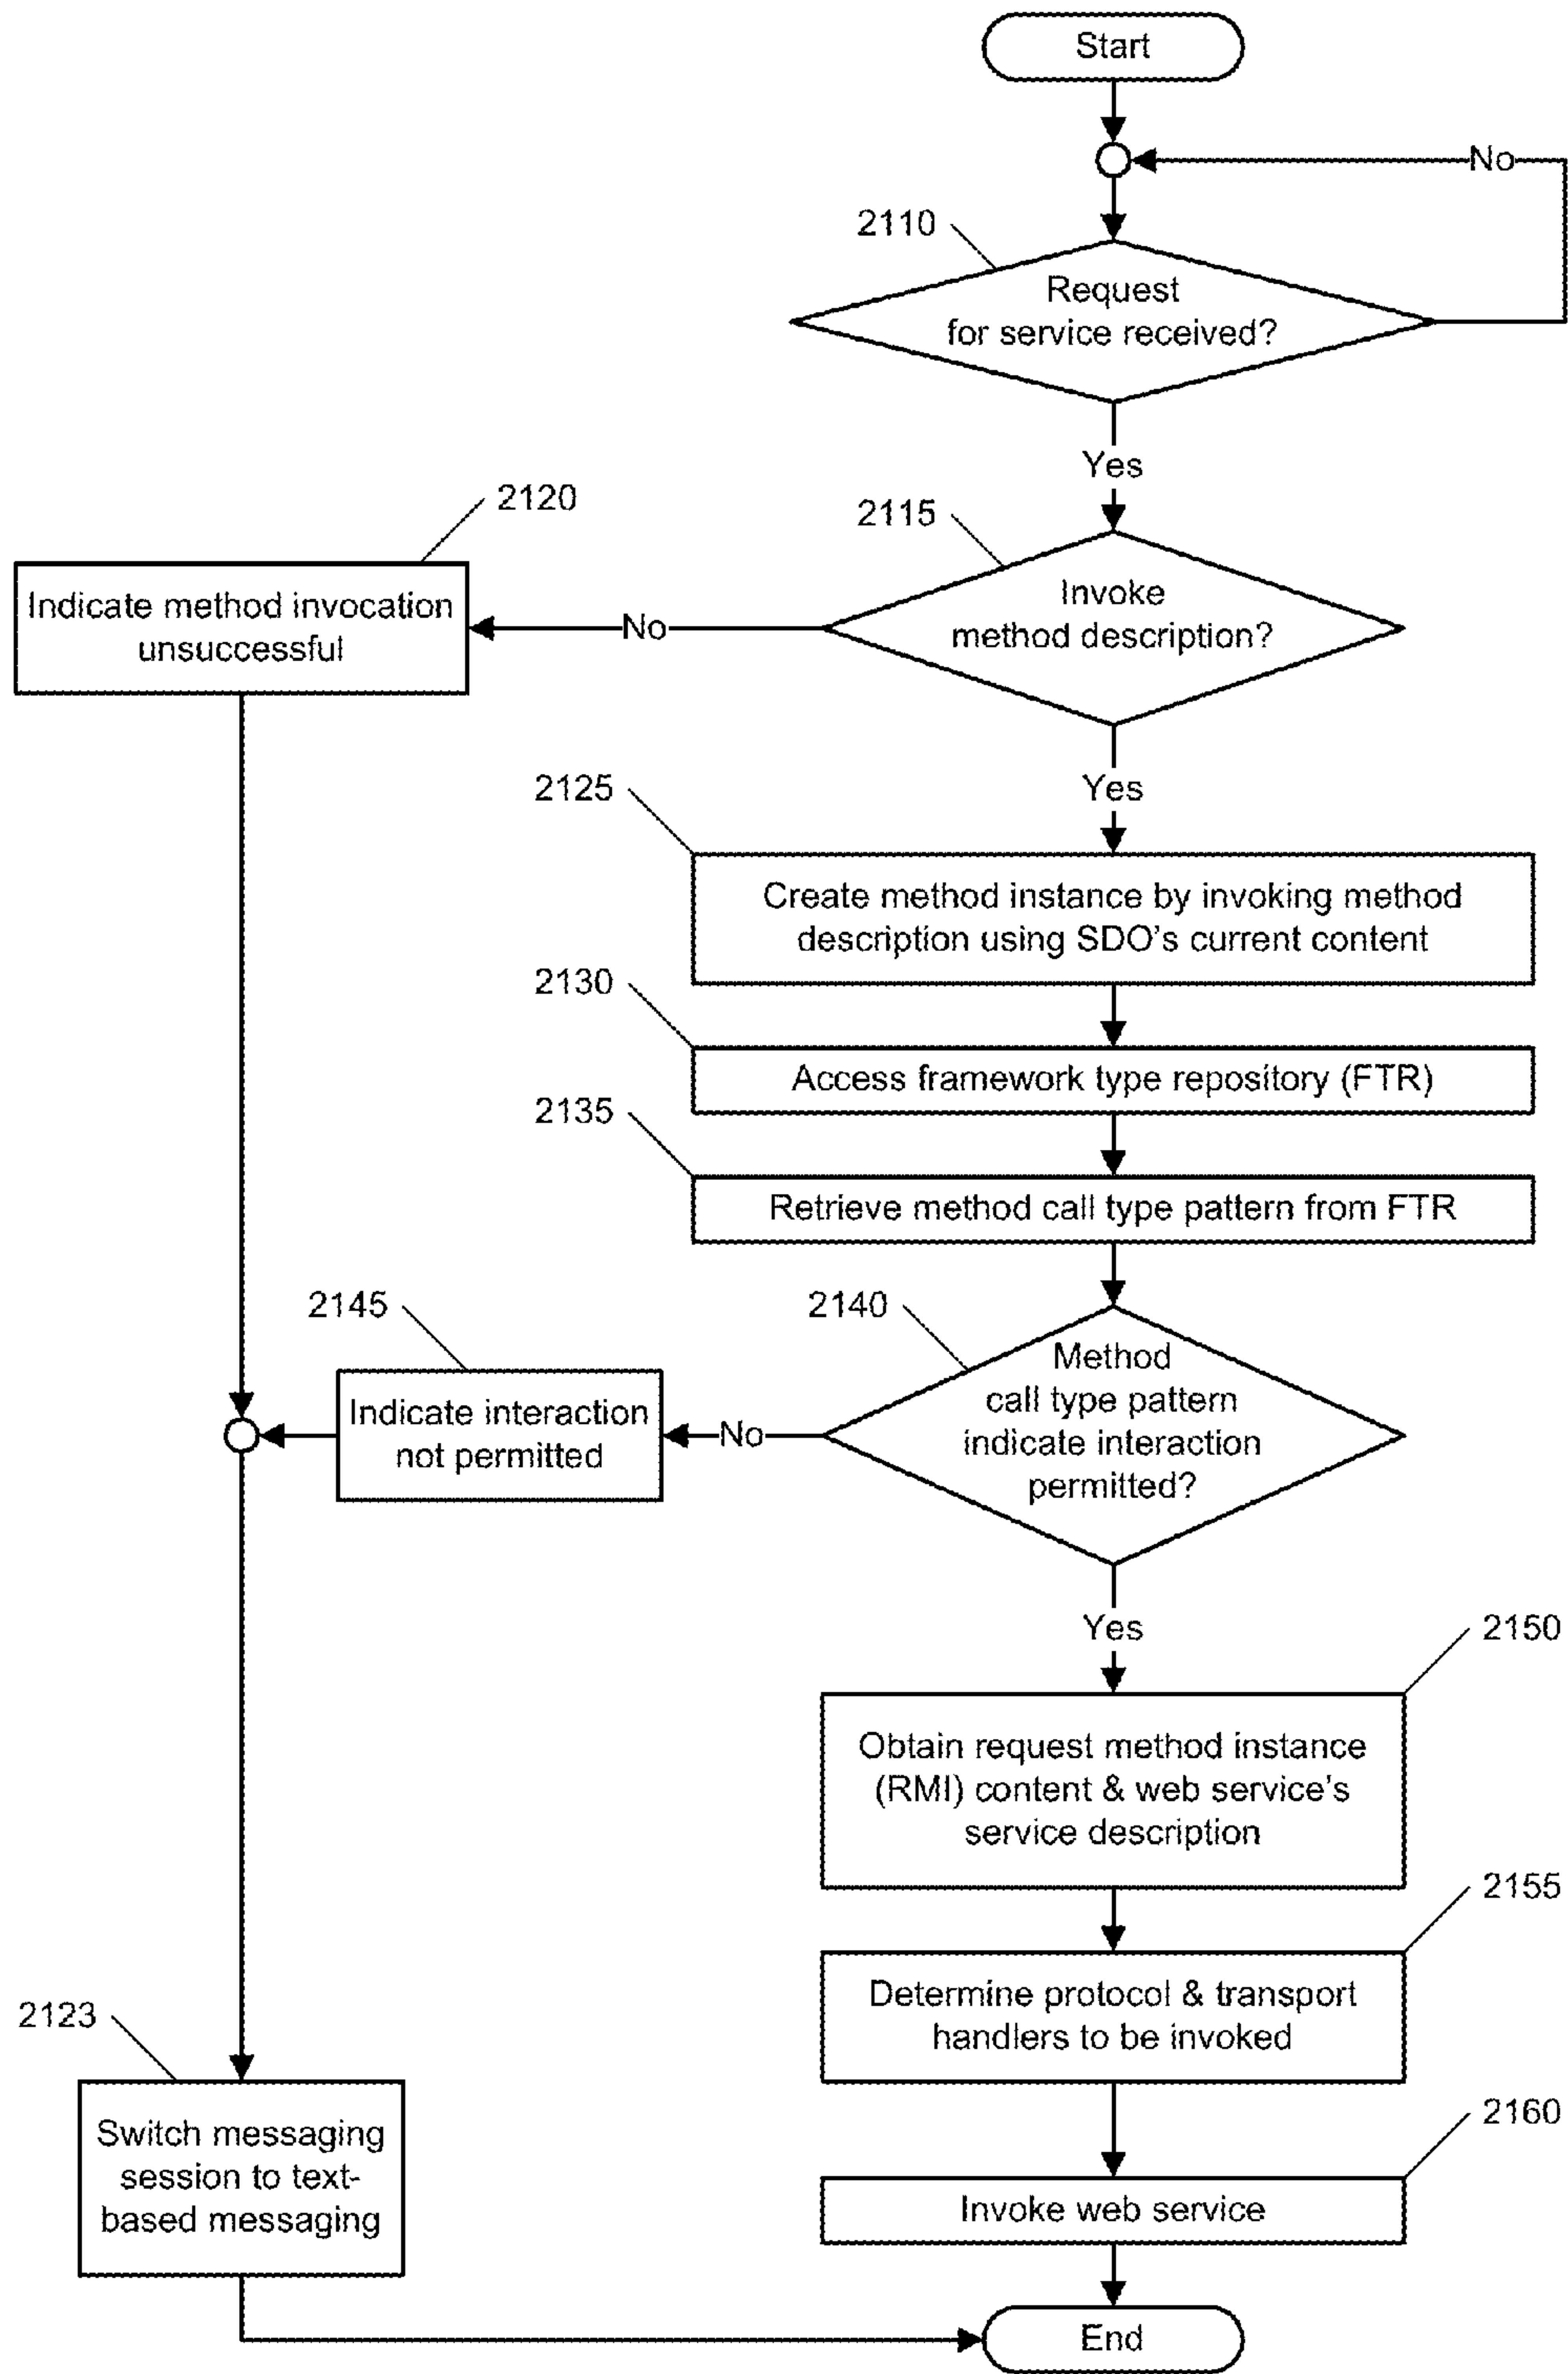 Start
No
2110
Request
for service received?
Yes
2120
2115
Indicate method invocation
unsuccessful
No
Invoke
method description?
Yes
2125
Create method instance by invoking method
description using SDO's current content
2130
Access framework type repository (FTR)
2135
Retrieve method call type pattern from FTR
2145
2140
Indicate interaction
not permitted
No
Method
call type pattern
indicate interaction
permitted?
Yes
2150
Obtain request method instance
(RMI) content & web service's
service description
2155
Determine protocol & transport
handlers to be invoked
2123
Switch messaging
session to text-
based messaging
2160
Invoke web service
End